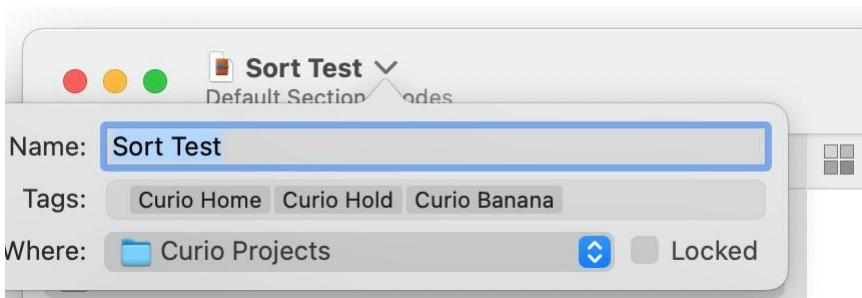 Sort Test
Default Section
odes
Name: Sort Test
Tags: Curio Home Curio Hold Curio Banana
Where: Curio Projects Locked